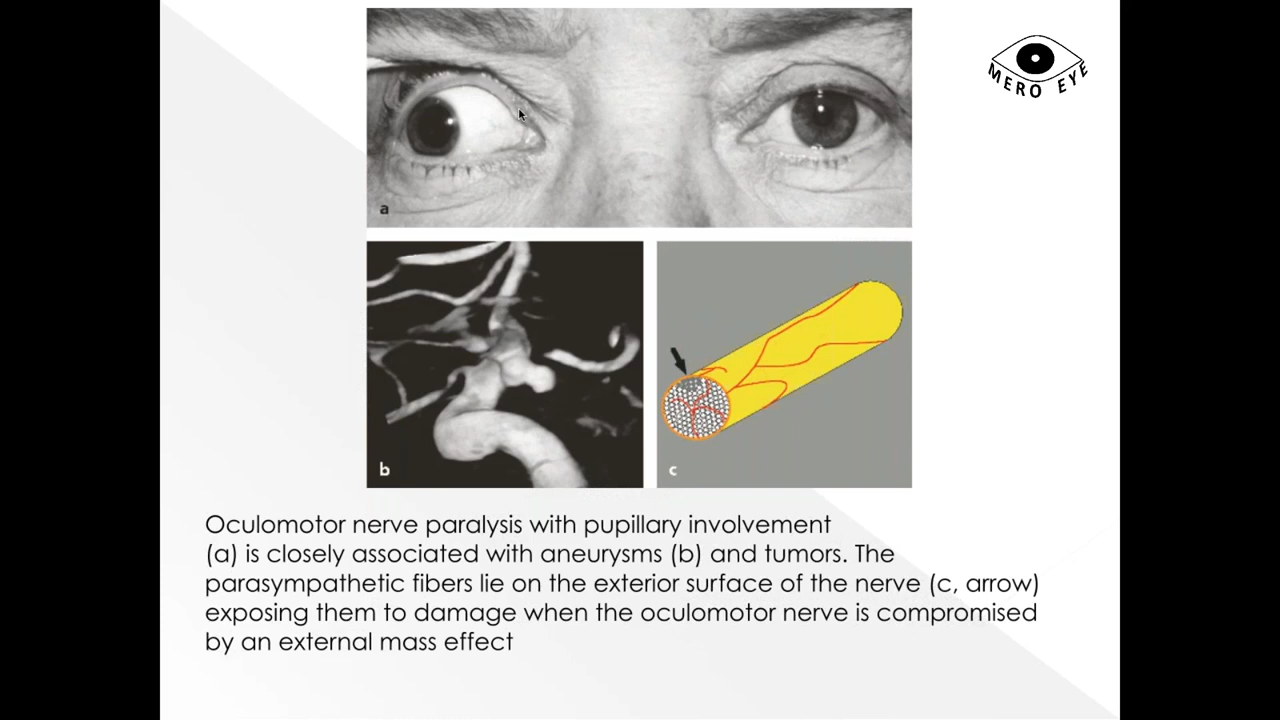 MERO EYE
a
b
c
Oculomotor nerve paralysis with pupillary involvement
(a) is closely associated with aneurysms (b) and tumors. The
parasympathetic fibers lie on the exterior surface of the nerve (c, arrow)
exposing them to damage when the oculomotor nerve is compromised
by an external mass effect